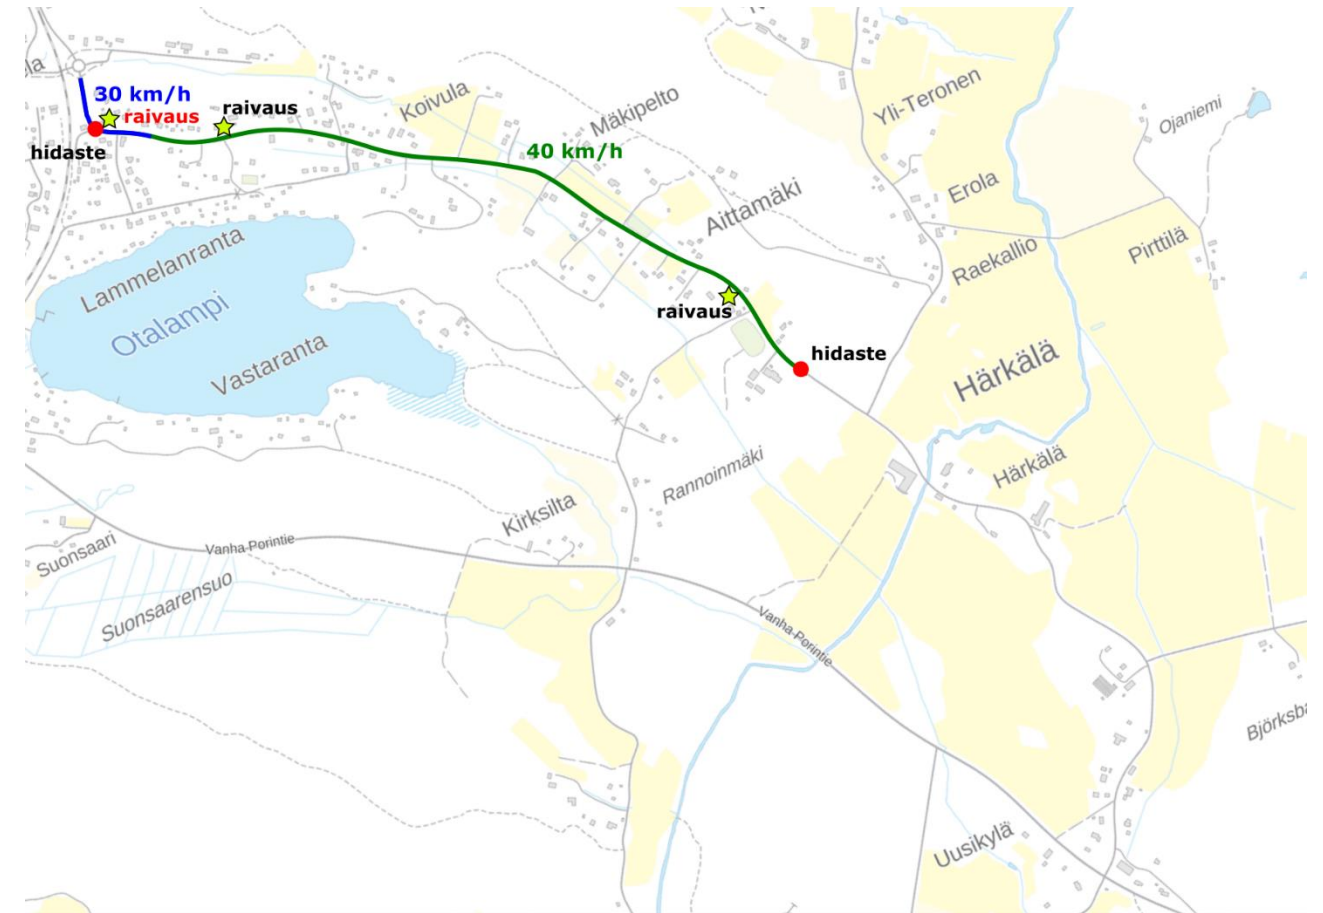 30 km/h
raivaus
raivaus
hidaste
40 km/h
Koivula
Mäkipelto
Yli-Teronen
Ojaniemi
Erola
Aittamäki
Raekallio
Pirttilä
Lammelanranta
Otalampi
Vastaranta
raivaus
hidaste
Härkälä
Härkälä
Rannoinmäki
Kirksilta
Vanha Porintie
Suonsaari
Suonsaarensuo
Vanha Porintie
Uusikylä